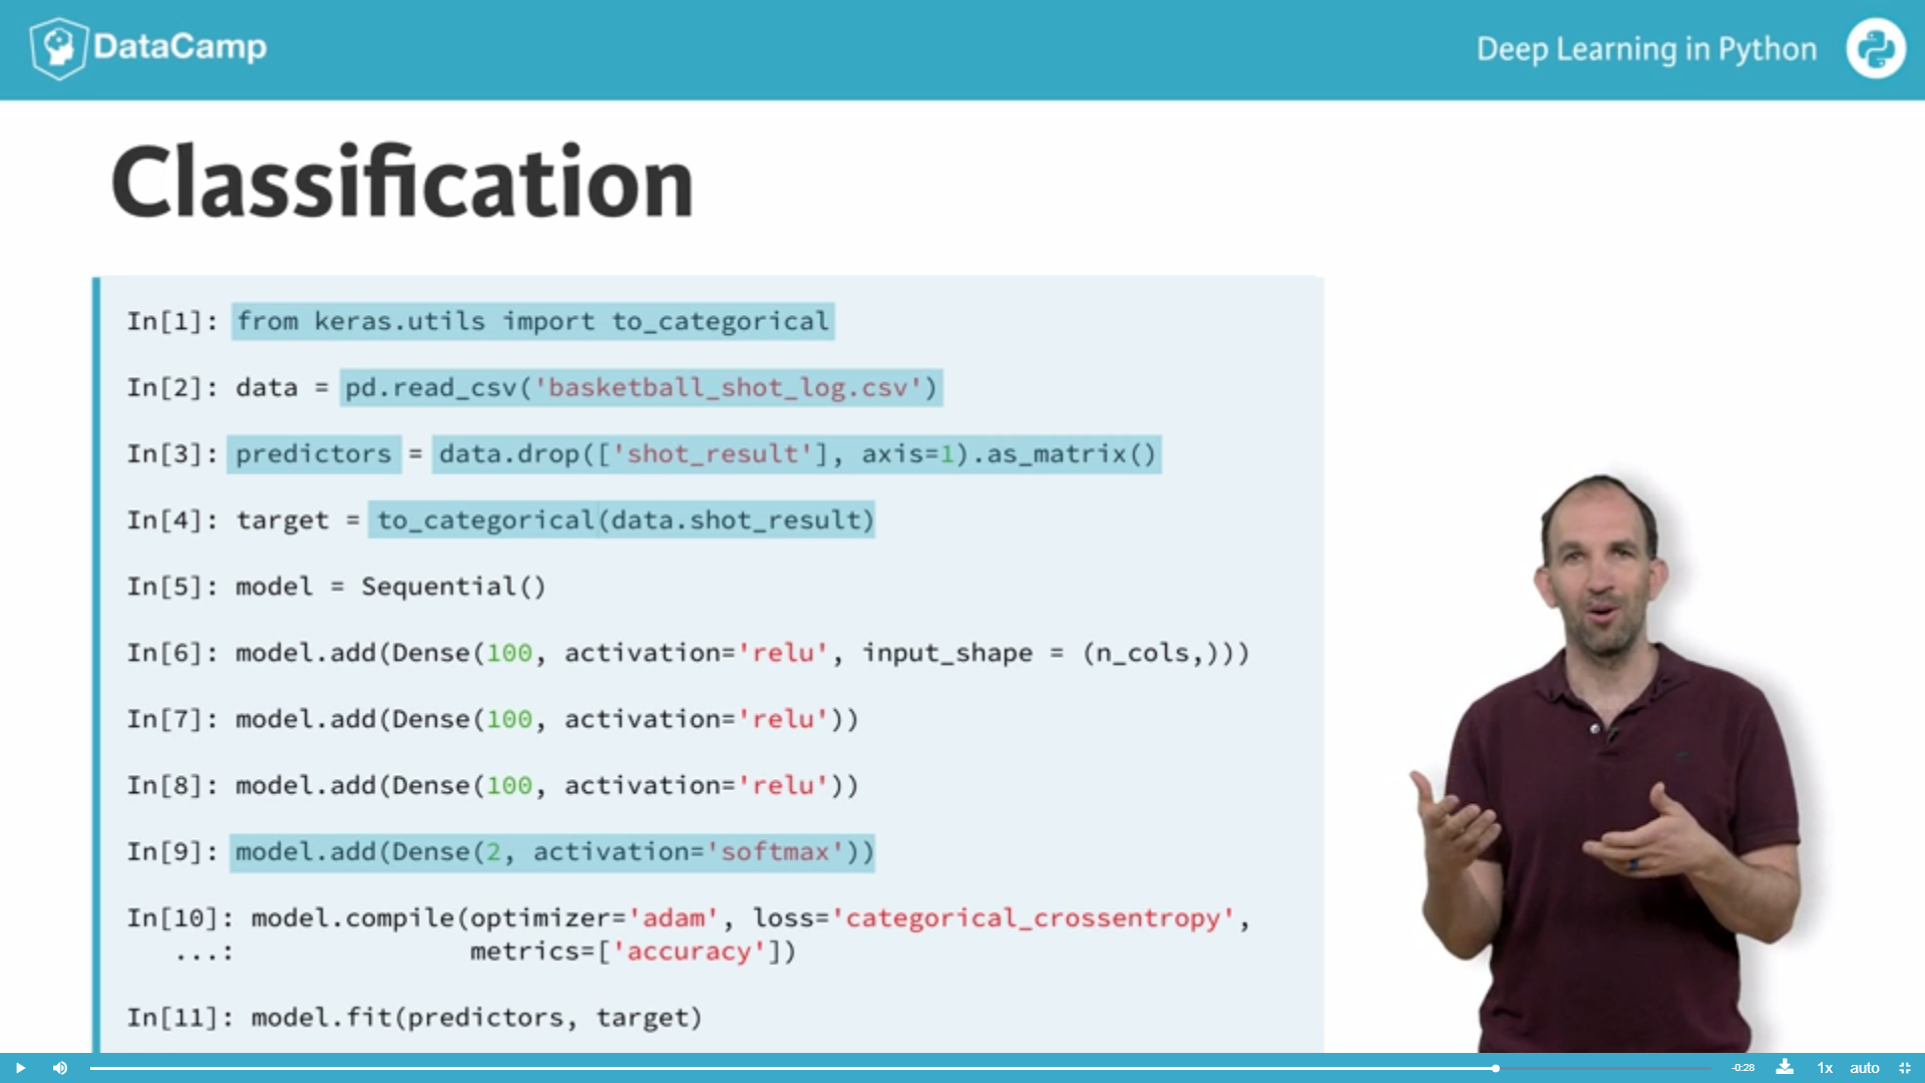 DataCamp
Deep Learning in Python
Classification
In[1]: from keras.utils import to_categorical
In[2]: data = pd.read_csv('basketball_shot_log.csv')
In[3]: predictors = data.drop(['shot_result'], axis=1).as_matrix()
In[4]: target = to_categorical(data.shot_result)
In[5]: model = Sequential()
In[6]: model.add(Dense(100, activation='relu', input_shape = (n_cols,)))
In[7]: model.add(Dense(100, activation='relu'))
In[8]: model.add(Dense(100, activation='relu'))
In[9]: model.add(Dense(2, activation='softmax'))
In[10]: model.compile(optimizer='adam', loss='categorical_crossentropy',
...: metrics=['accuracy'])
In[11]: model.fit(predictors, target)
-0:28
1x
auto